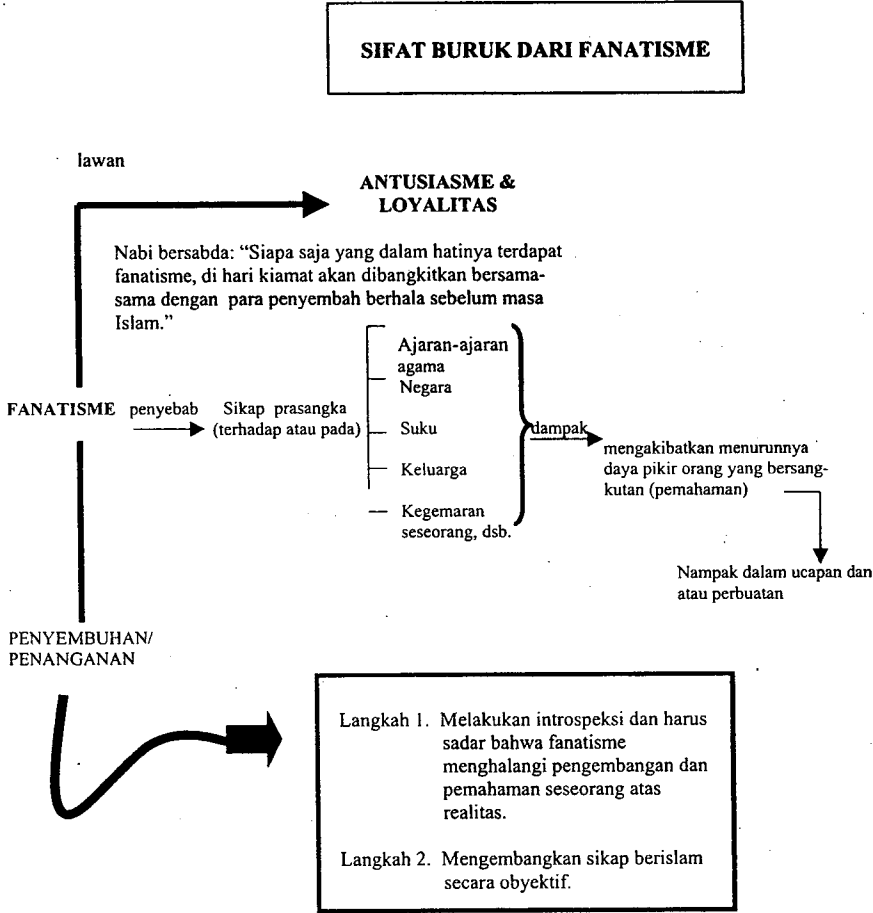 SIFAT BURUK DARI FANATISME
lawan
ANTUSIASME &
LOYALITAS
Nabi bersabda: “Siapa saja yang dalam hatinya terdapat
fanatisme, di hari kiamat akan dibangkitkan bersama-
sama dengan para penyembah berhala sebelum masa
Islam.”
FANATISME
penyebab
Sikap prasangka
(terhadap atau pada)
Ajaran-ajaran
agama
Negara
Suku
Keluarga
Kegemaran
seseorang, dsb.
dampak
mengakibatkan menurunnya
daya pikir orang yang bersang-
kutan (pemahaman)
Nampak dalam ucapan dan
atau perbuatan
PENYEMBUHAN/
PENANGANAN
Langkah 1. Melakukan introspeksi dan harus
sadar bahwa fanatisme
menghalangi pengembangan dan
pemahaman seseorang atas
realitas.
Langkah 2. Mengembangkan sikap berislam
secara obyektif.